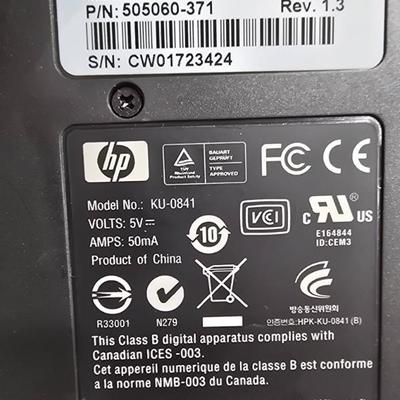 P/N: 505060-371 Rev. 1.3
S/N: CW01723424
hp
TÜV
Rheinland
Product Safety
BAUART
GEPRÜFT
TYPE
APPROVED
FC CE
Model No.: KU-0841
VOLTS: 5V⎓
AMPS: 50mA
Product of China
10
VCI
c RU US
E164844
ID:CEM3
R33001
N279
방송통신위원회
인증번호:HPK-KU-0841 (B)
This Class B digital apparatus complies with
Canadian ICES -003.
Cet appareil numerique de la classe B est conforme
a la norme NMB-003 du Canada.